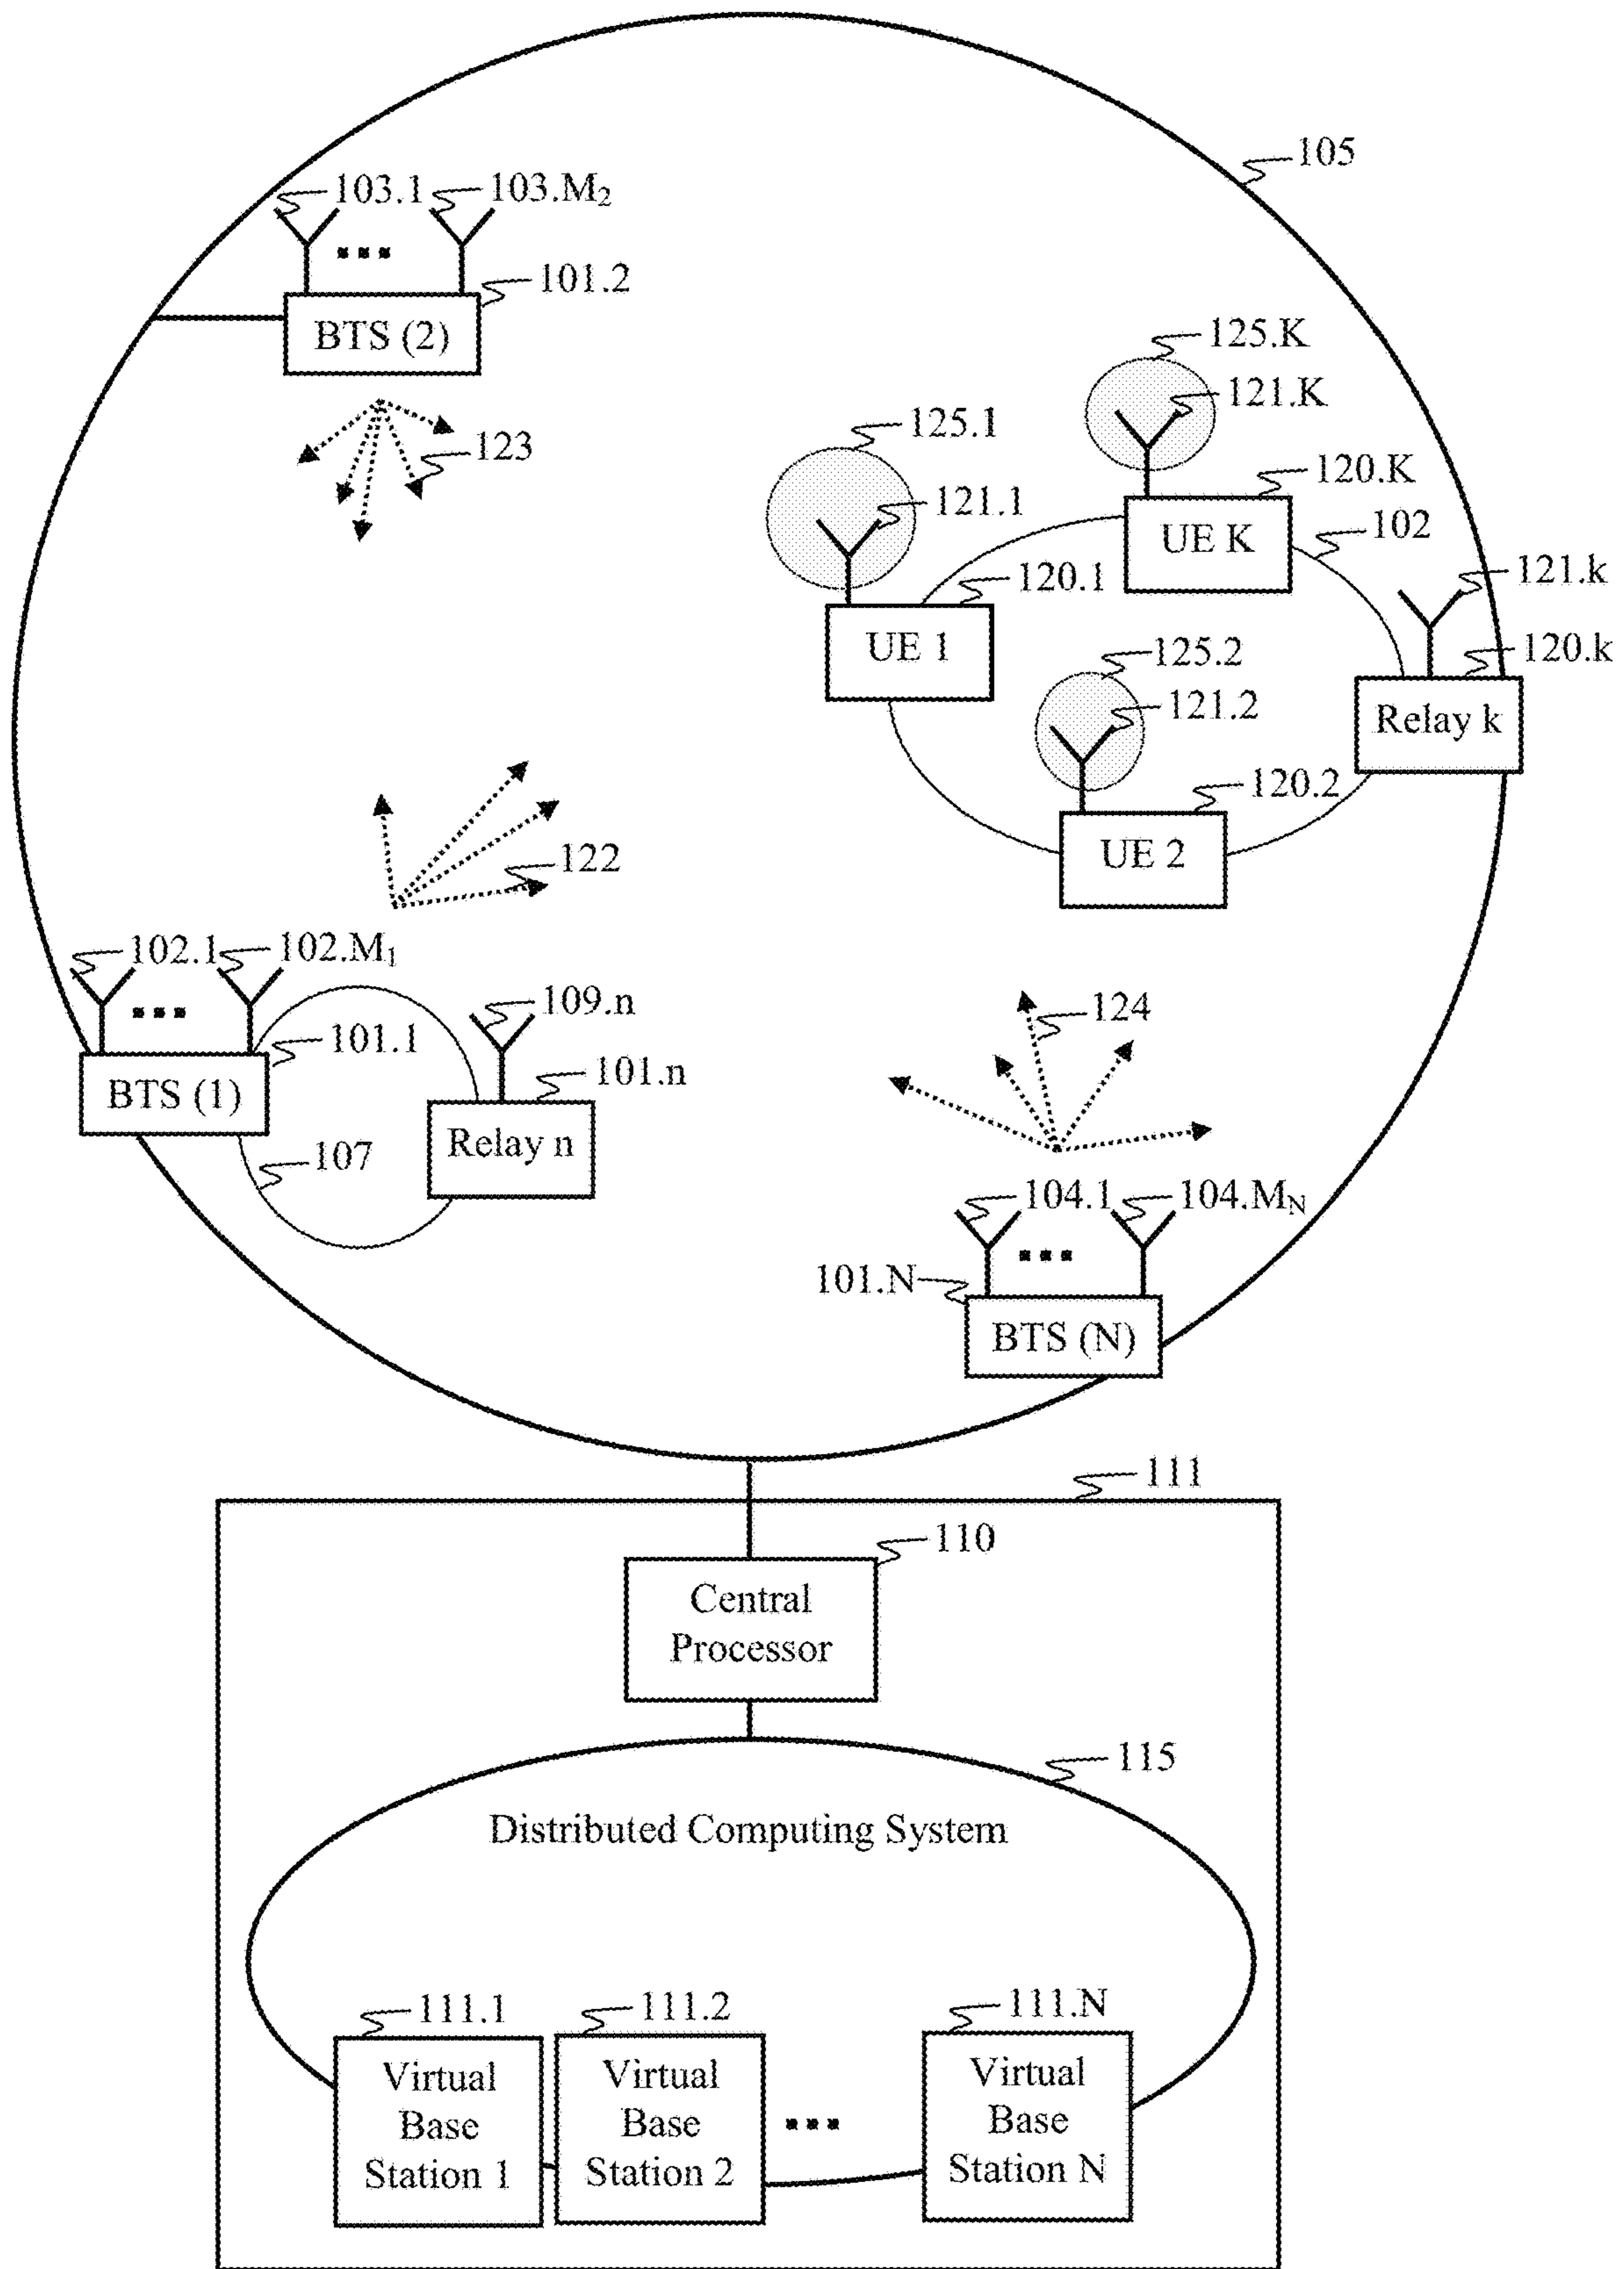 105
103.1
103.M2
101.2
BTS (2)
123
125.K
121.K
125.1
121.1
120.K
UE K
102
120.1
UE 1
121.k
120.k
Relay k
125.2
121.2
120.2
UE 2
122
102.1
102.M1
101.1
BTS (1)
109.n
101.n
Relay n
107
124
104.1
104.MN
101.N
BTS (N)
111
110
Central
Processor
115
Distributed Computing System
111.1
Virtual
Base
Station 1
111.2
Virtual
Base
Station 2
111.N
Virtual
Base
Station N